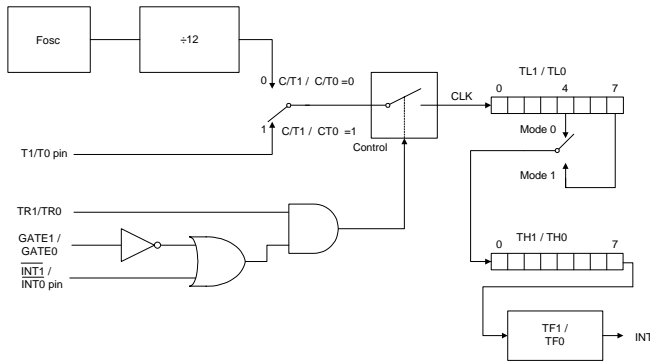 Fosc
÷12
0 C/T1 / C/T0 =0
1 C/T1 / CT0 =1
T1/T0 pin
Control
CLK
TL1 / TL0
0 4 7
Mode 0
Mode 1
TR1/TR0
GATE1 /
GATE0
INT1 /
INT0 pin
TH1 / TH0
0 7
TF1 /
TF0
INT